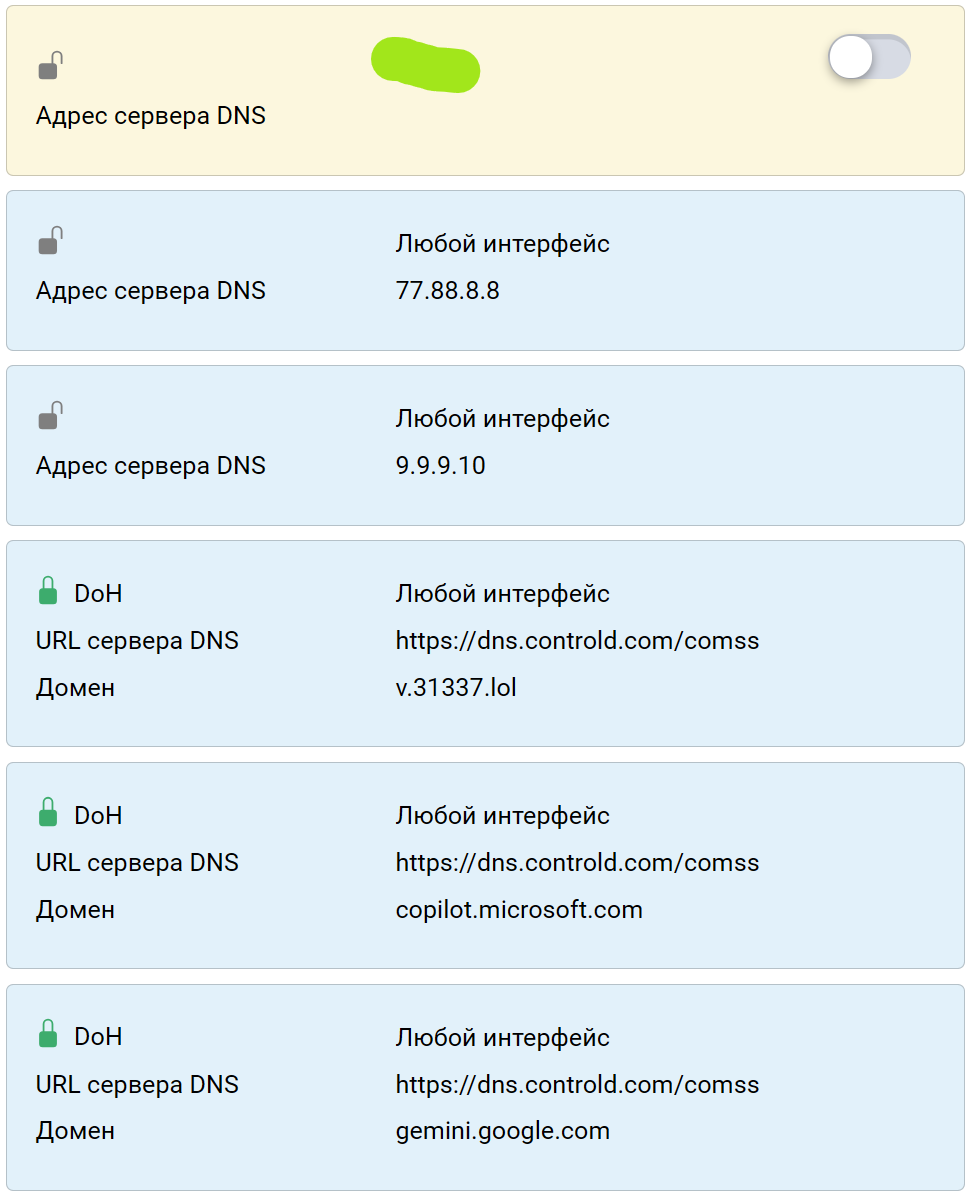 Адрес сервера DNS
Любой интерфейс
Адрес сервера DNS 77.88.8.8
Любой интерфейс
Адрес сервера DNS 9.9.9.10
DoH Любой интерфейс
URL сервера DNS https://dns.controld.com/comss
Домен v.31337.lol
DoH Любой интерфейс
URL сервера DNS https://dns.controld.com/comss
Домен copilot.microsoft.com
DoH Любой интерфейс
URL сервера DNS https://dns.controld.com/comss
Домен gemini.google.com